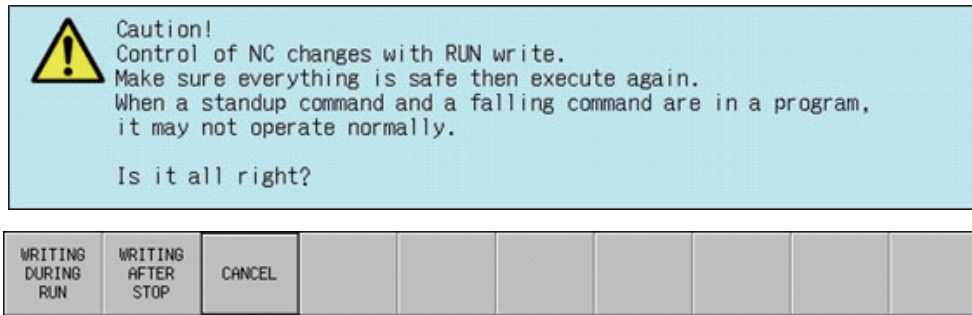 Caution!
Control of NC changes with RUN write.
Make sure everything is safe then execute again.
When a standup command and a falling command are in a program,
it may not operate normally.
Is it all right?
WRITING
DURING
RUN
WRITING
AFTER
STOP
CANCEL